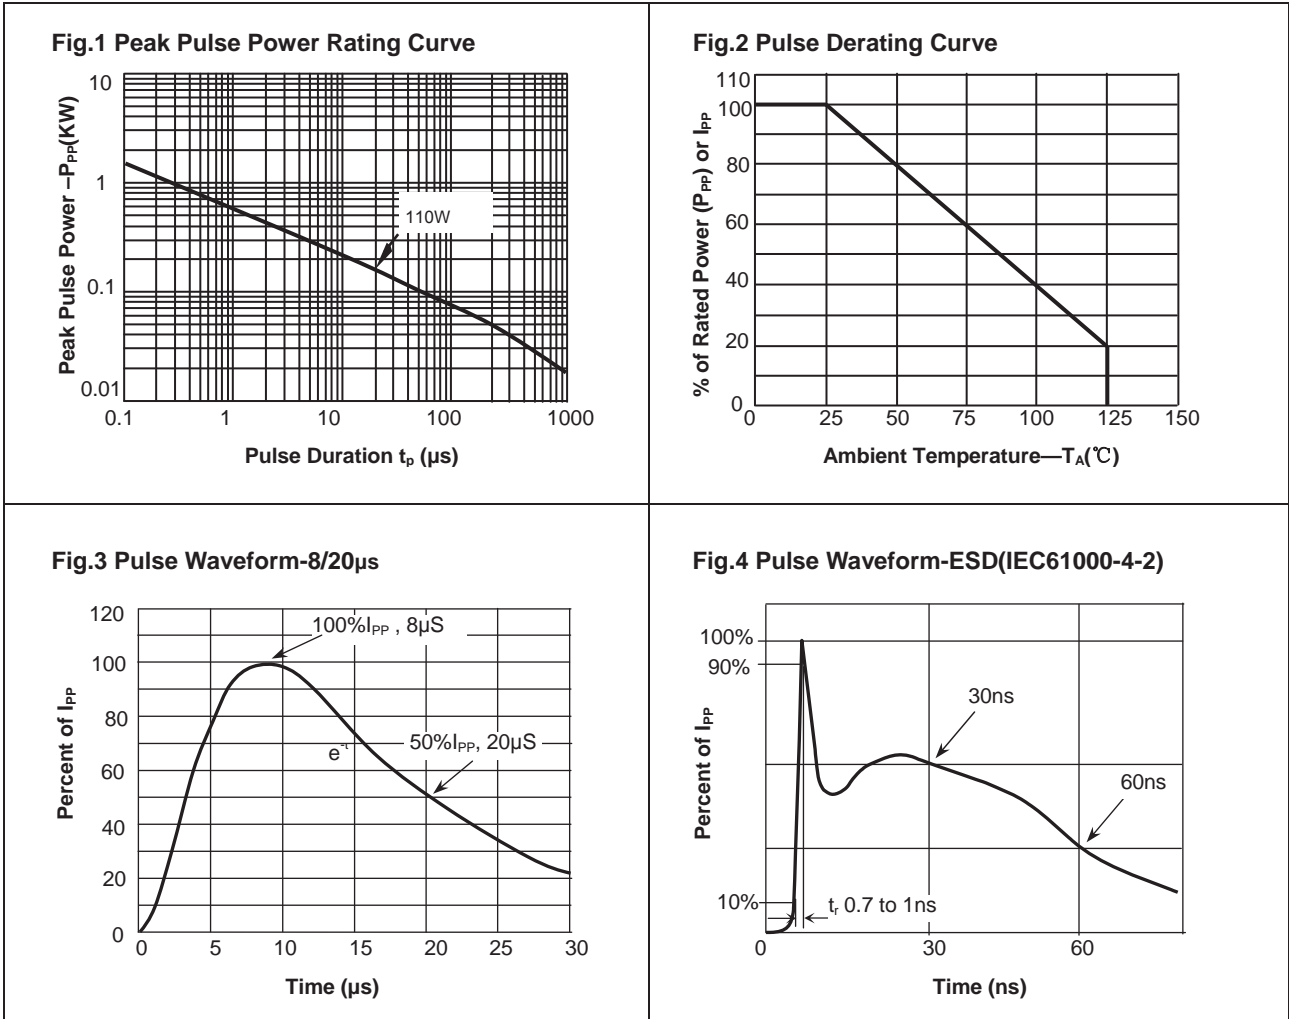 Fig.1 Peak Pulse Power Rating Curve
Peak Pulse Power –PPP(KW)
10
1
0.1
0.01
110W
0.1 1 10 100 1000
Pulse Duration tp (µs)
Fig.2 Pulse Derating Curve
% of Rated Power (PPP) or IPP
110
100
80
60
40
20
0
0 25 50 75 100 125 150
Ambient Temperature—TA(℃)
Fig.3 Pulse Waveform-8/20µs
Percent of IPP
120
100
80
60
40
20
0
100%IPP , 8µS
e-t
50%IPP, 20µS
0 5 10 15 20 25 30
Time (µs)
Fig.4 Pulse Waveform-ESD(IEC61000-4-2)
Percent of IPP
100%
90%
10%
30ns
60ns
tr 0.7 to 1ns
0 30 60
Time (ns)